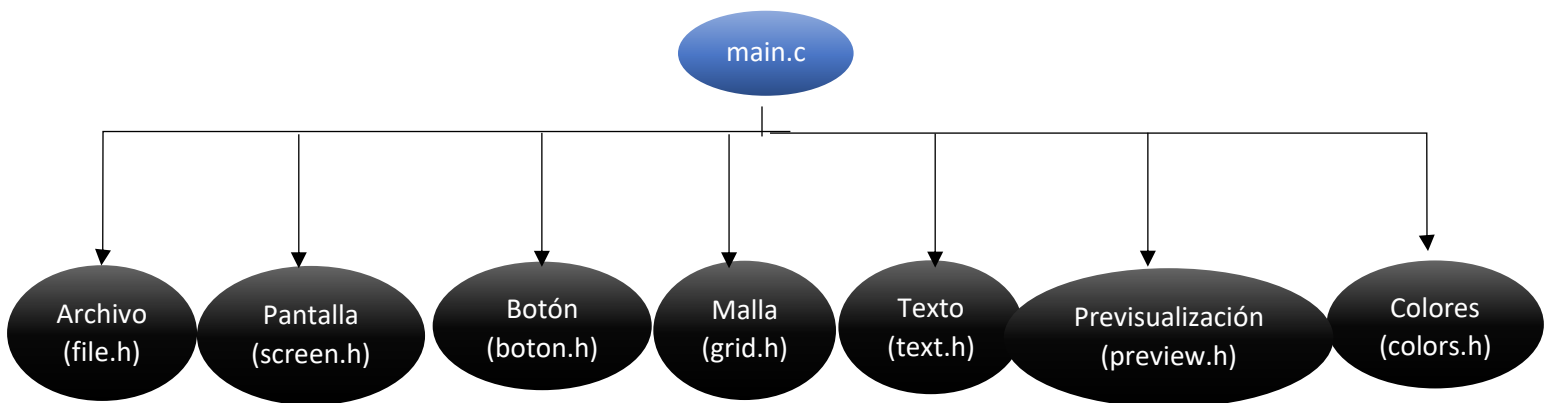 main.c
Archivo
(file.h)
Pantalla
(screen.h)
Botón
(boton.h)
Malla
(grid.h)
Texto
(text.h)
Previsualización
(preview.h)
Colores
(colors.h)